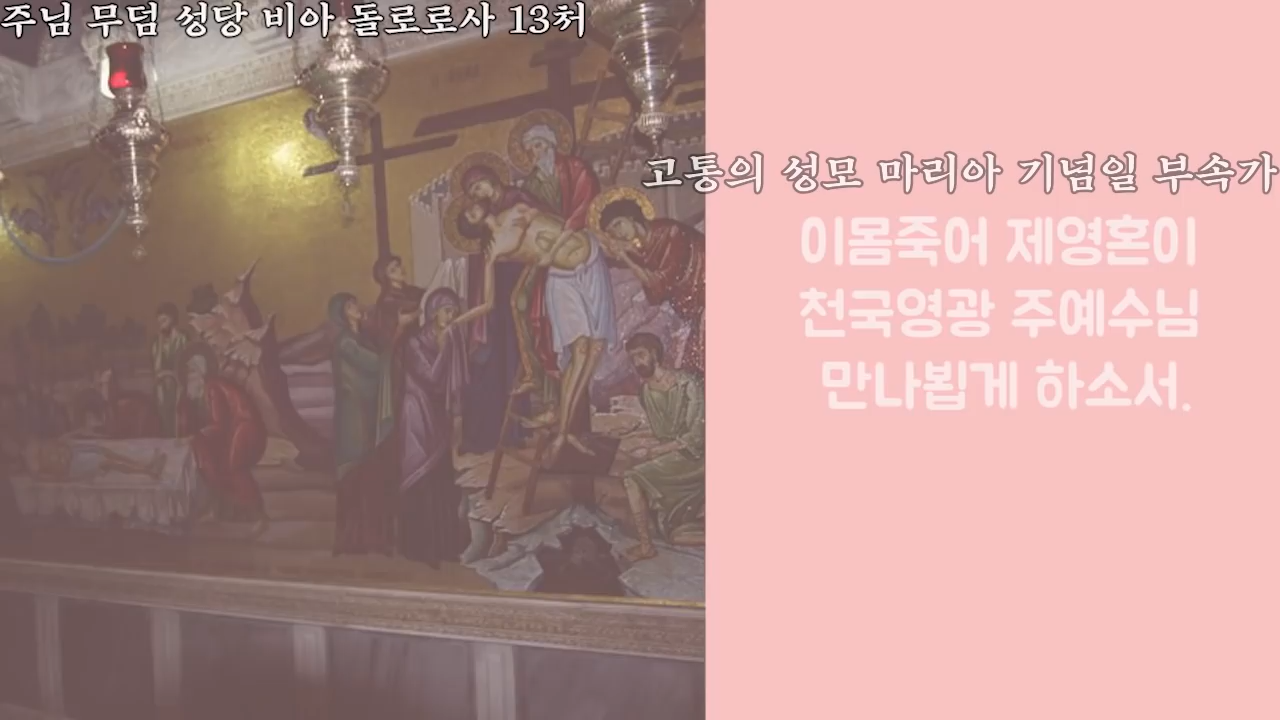 주님 무덤 성당 비아 돌로로사 13처
고통의 성모 마리아 기념일 부속가
이몸죽어 제영혼이
천국영광 주예수님
만나뵙게 하소서.